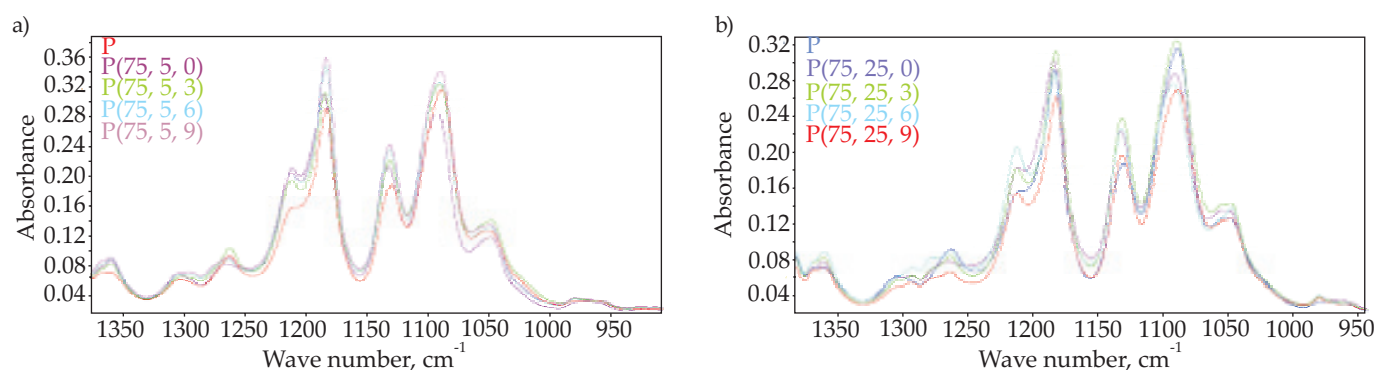 a)
Absorbance
0.36
0.32
0.28
0.24
0.20
0.16
0.12
0.08
0.04
P
P(75, 5, 0)
P(75, 5, 3)
P(75, 5, 6)
P(75, 5, 9)
1350 1300 1250 1200 1150 1100 1050 1000 950
Wave number, cm⁻¹
b)
Absorbance
0.32
0.28
0.24
0.20
0.16
0.12
0.08
0.04
P
P(75, 25, 0)
P(75, 25, 3)
P(75, 25, 6)
P(75, 25, 9)
1350 1300 1250 1200 1150 1100 1050 1000 950
Wave number, cm⁻¹